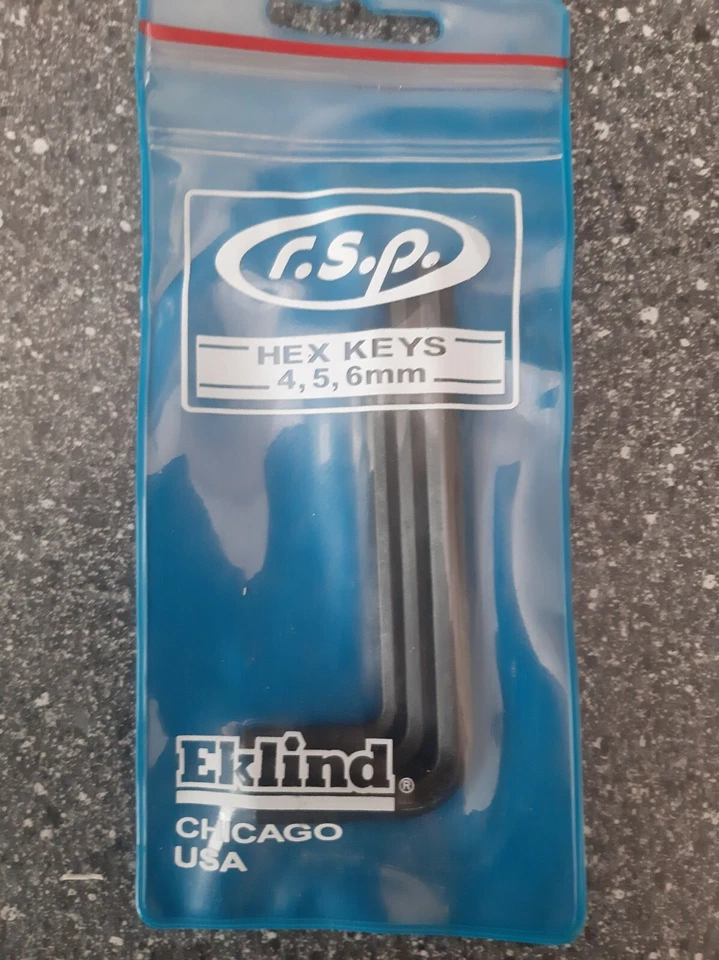 r.s.p.
HEX KEYS
4, 5, 6mm
Eklind®
CHICAGO
USA